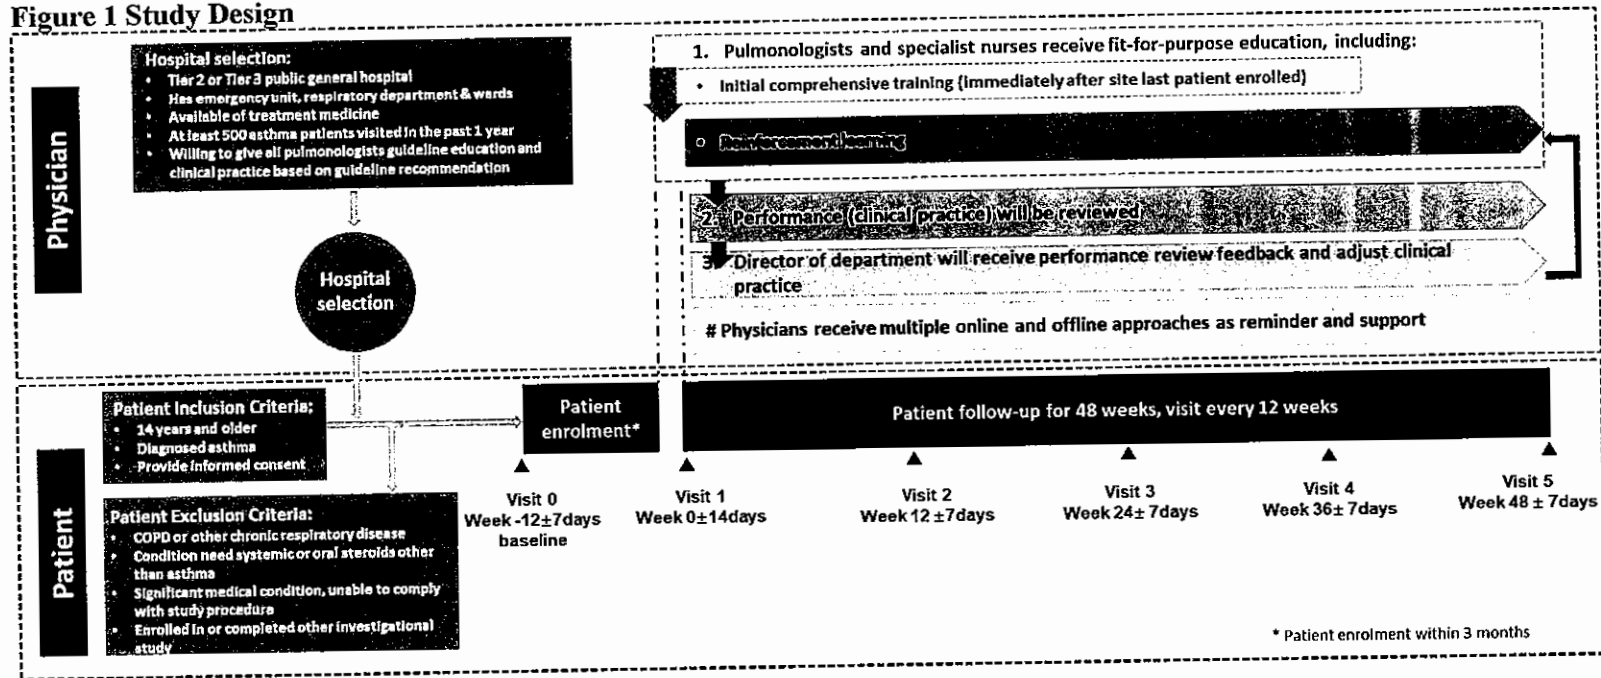 Figure 1 Study Design
Physician
Hospital selection:
• Tier 2 or Tier 3 public general hospital
• Has emergency unit, respiratory department & wards
• Available of treatment medicine
• At least 500 asthma patients visited in the past 1 year
• Willing to give all pulmonologists guideline education and
clinical practice based on guideline recommendation
Hospital
selection
1. Pulmonologists and specialist nurses receive fit-for-purpose education, including:
• Initial comprehensive training (immediately after site last patient enrolled)
o Reinforcement learning
2. Performance (clinical practice) will be reviewed
3. Director of department will receive performance review feedback and adjust clinical
practice
# Physicians receive multiple online and offline approaches as reminder and support
Patient
Patient Inclusion Criteria:
• 14 years and older
• Diagnosed asthma
• Provide informed consent
Patient Exclusion Criteria:
• COPD or other chronic respiratory disease
• Condition need systemic or oral steroids other
than asthma
• Significant medical condition, unable to comply
with study procedura
• Enrolled in or completed other investigational
study
Patient
enrolment*
Patient follow-up for 48 weeks, visit every 12 weeks
Visit 0
Week -12±7days
baseline
Visit 1
Week 0±14days
Visit 2
Week 12 ±7days
Visit 3
Week 24± 7days
Visit 4
Week 36± 7days
Visit 5
Week 48 ± 7days
* Patient enrolment within 3 months